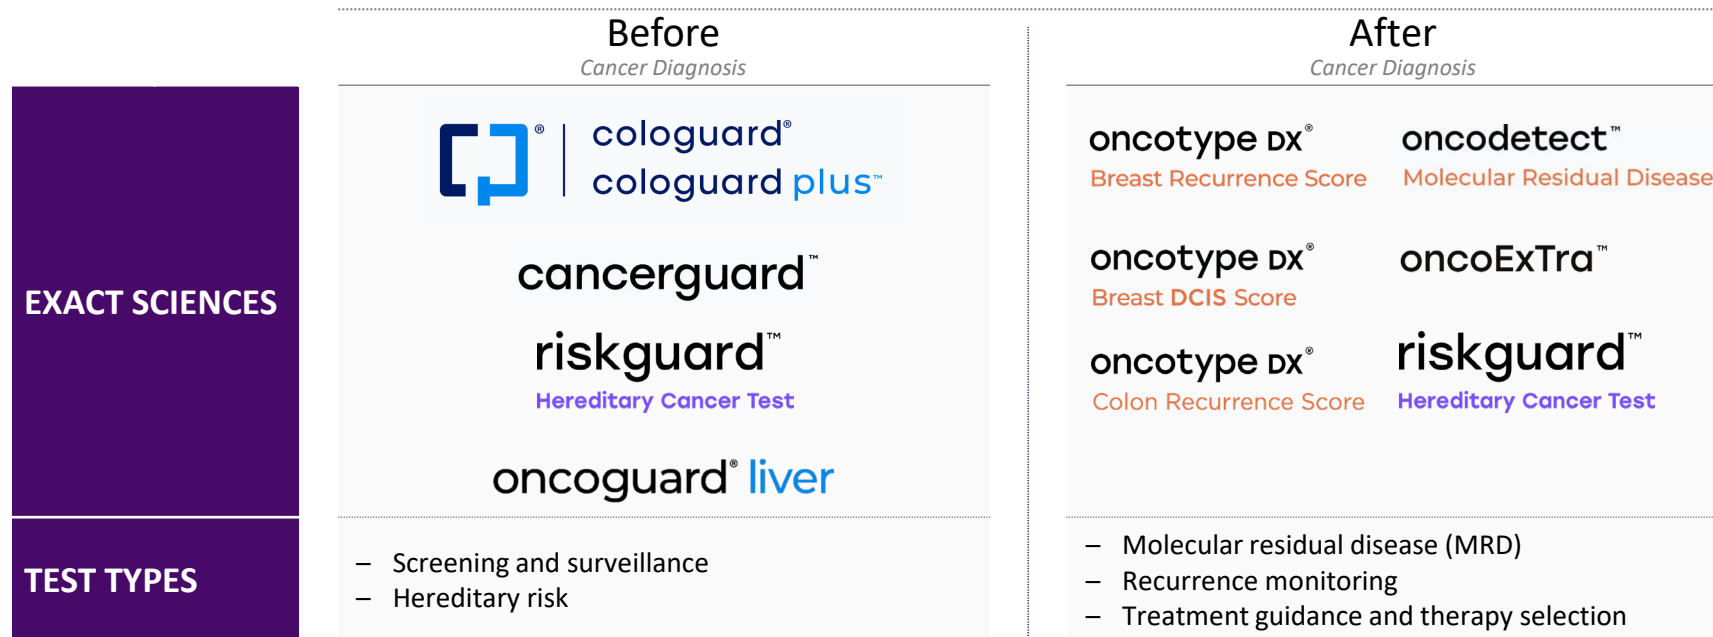 Before
Cancer Diagnosis
After
Cancer Diagnosis
EXACT SCIENCES
cologuard®
® cologuard plus™
cancerguard™
riskguard™
Hereditary Cancer Test
oncoguard® liver
oncotype DX®
Breast Recurrence Score
oncodetect™
Molecular Residual Disease
oncotype DX®
Breast DCIS Score
oncoExTra™
oncotype DX®
Colon Recurrence Score
riskguard™
Hereditary Cancer Test
TEST TYPES
– Screening and surveillance
– Hereditary risk
– Molecular residual disease (MRD)
– Recurrence monitoring
– Treatment guidance and therapy selection